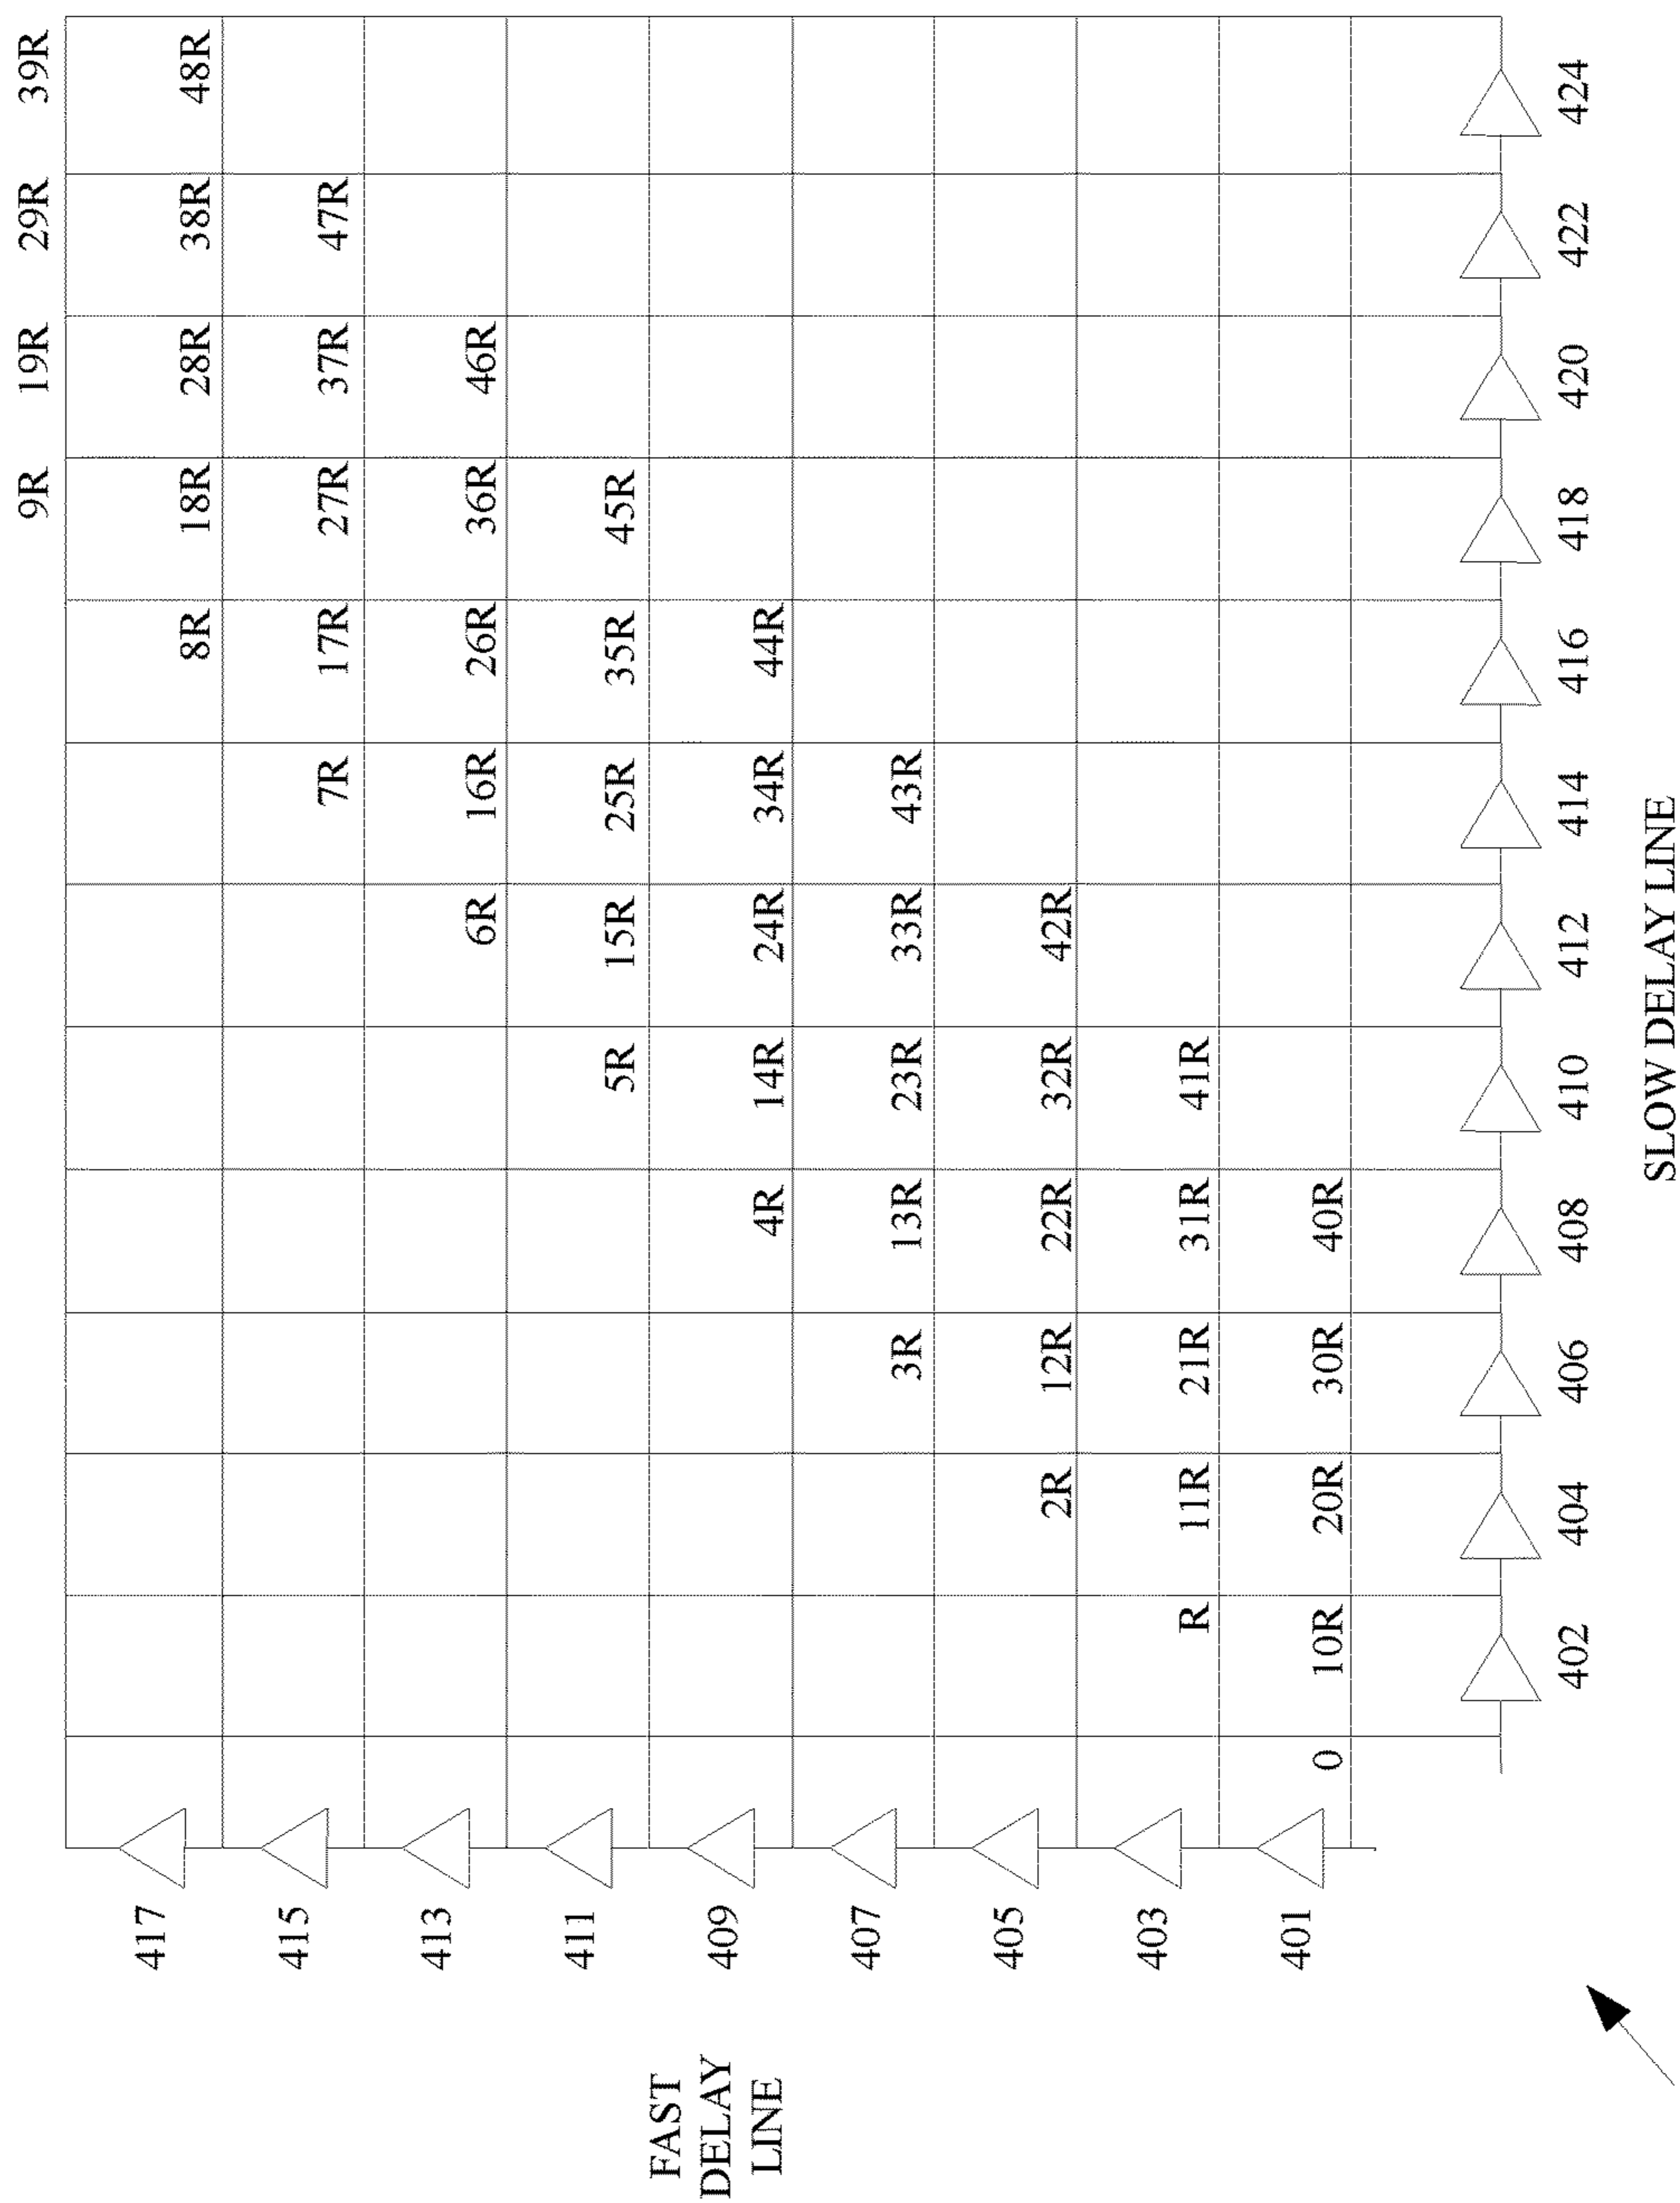 9R 19R 29R 39R
417 8R 18R 28R 38R 48R
415 7R 17R 27R 37R 47R
413 6R 16R 26R 36R 46R
411 5R 15R 25R 35R 45R
FAST
DELAY
LINE
409 4R 14R 24R 34R 44R
407 3R 13R 23R 33R 43R
405 2R 12R 22R 32R 42R
403 R 11R 21R 31R 41R
401 0 10R 20R 30R 40R
402 404 406 408 410 412 414 416 418 420 422 424
SLOW DELAY LINE